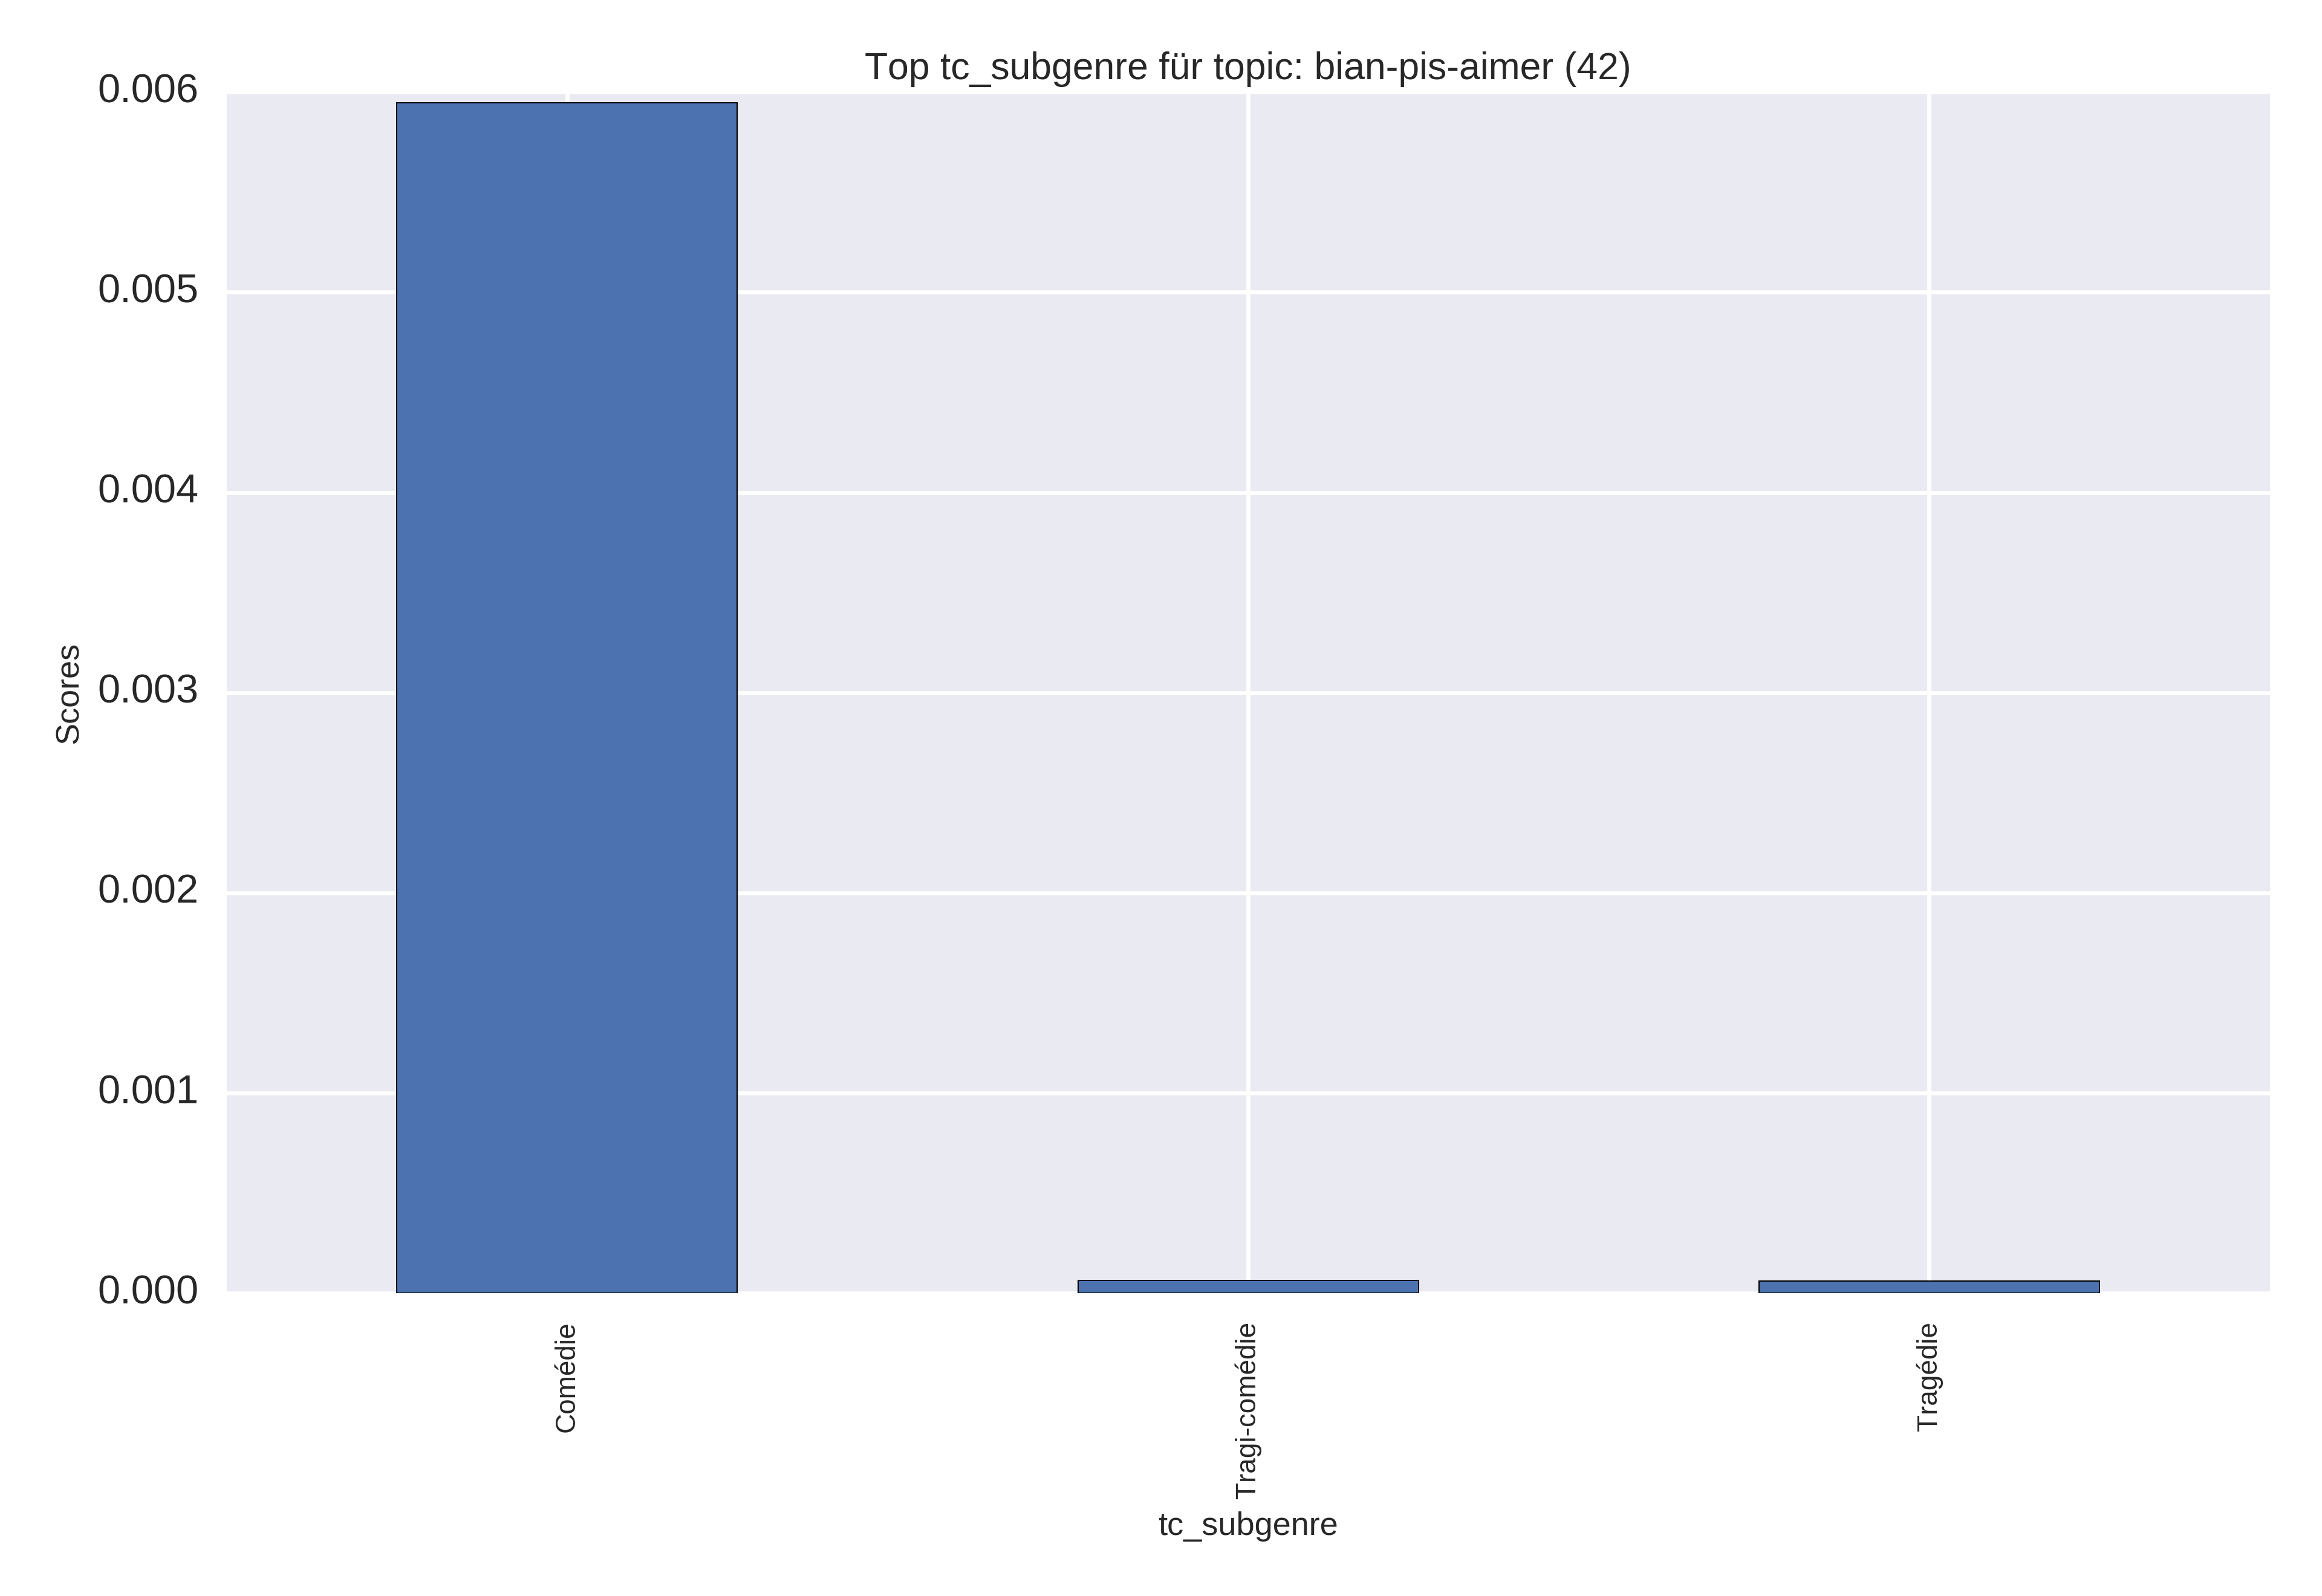 Top tc_subgenre für topic: bian-pis-aimer (42)
0.006
0.005
0.004
0.003
0.002
0.001
0.000
Scores
Comédie
Tragi-comédie
Tragédie
tc_subgenre